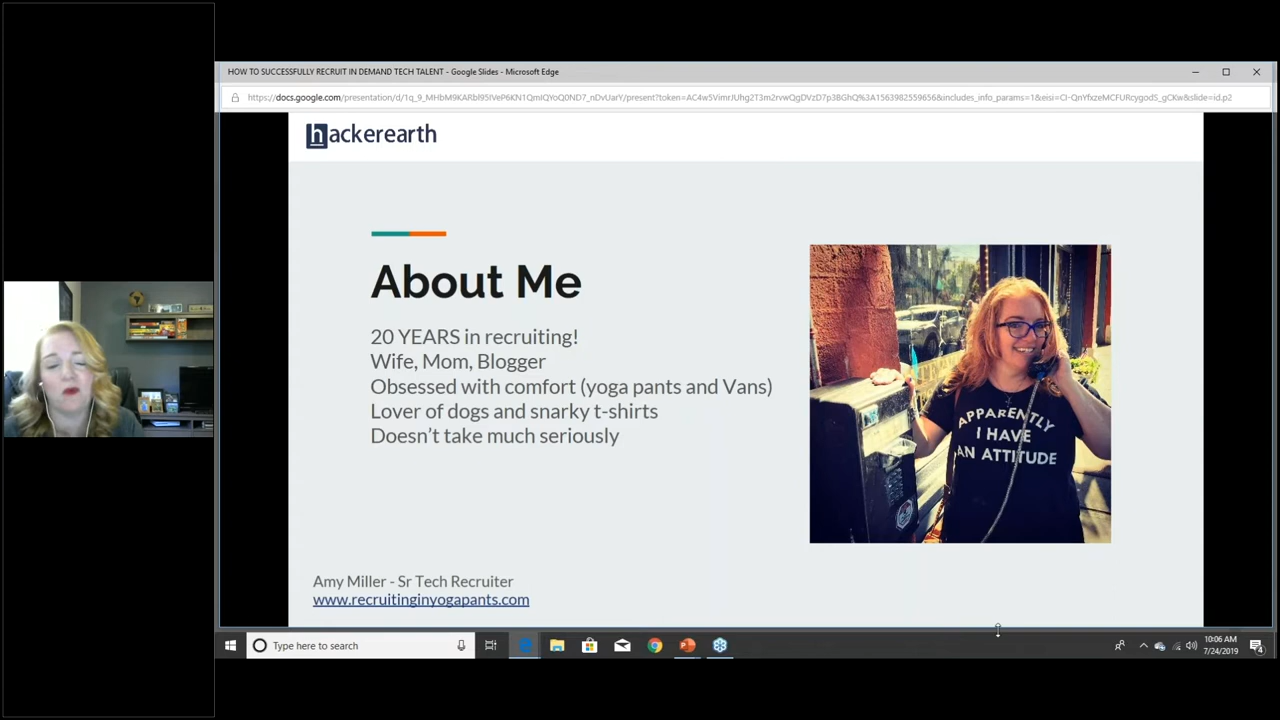 HOW TO SUCCESSFULLY RECRUIT IN DEMAND TECH TALENT - Google Slides - Microsoft Edge
hackerearth
About Me
20 YEARS in recruiting!
Wife, Mom, Blogger
Obsessed with comfort (yoga pants and Vans)
Lover of dogs and snarky t-shirts
Doesn't take much seriously
APPARENTLY
I HAVE
AN ATTITUDE
Amy Miller - Sr Tech Recruiter
www.recruitinginyogapants.com
Type here to search
10:06 AM
7/24/2019
4